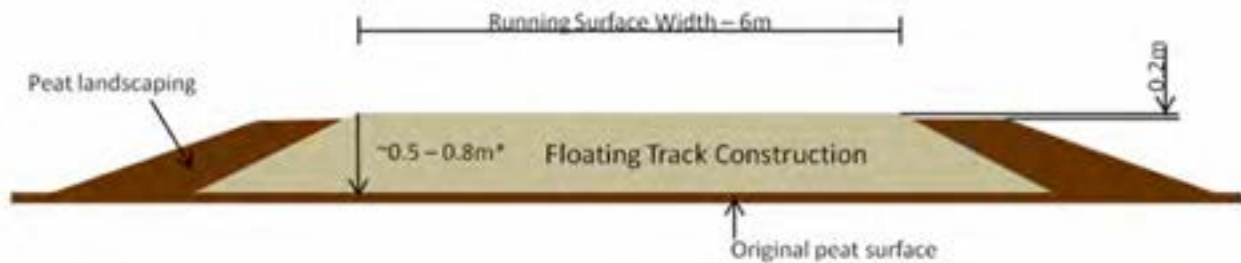 Running Surface Width – 6m
Peat landscaping
0.2m
~0.5 – 0.8m*
Floating Track Construction
Original peat surface